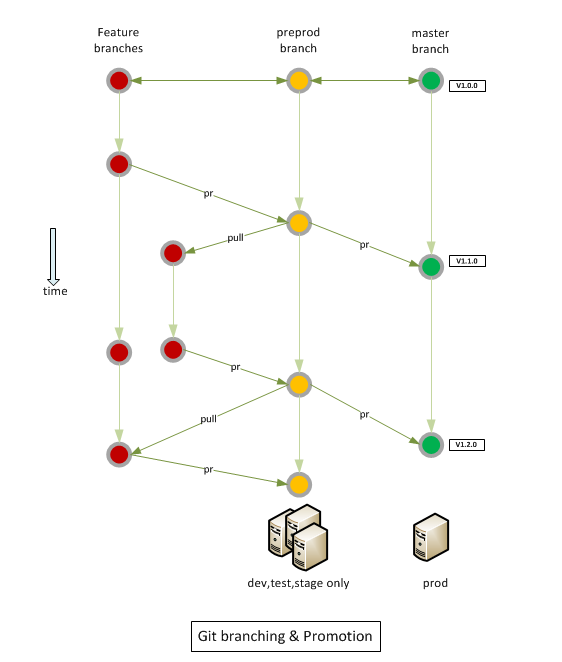 Feature
branches
preprod
branch
master
branch
V1.0.0
pr
pull
pr
V1.1.0
time
pr
pull
pr
V1.2.0
pr
dev,test,stage only
prod
Git branching & Promotion